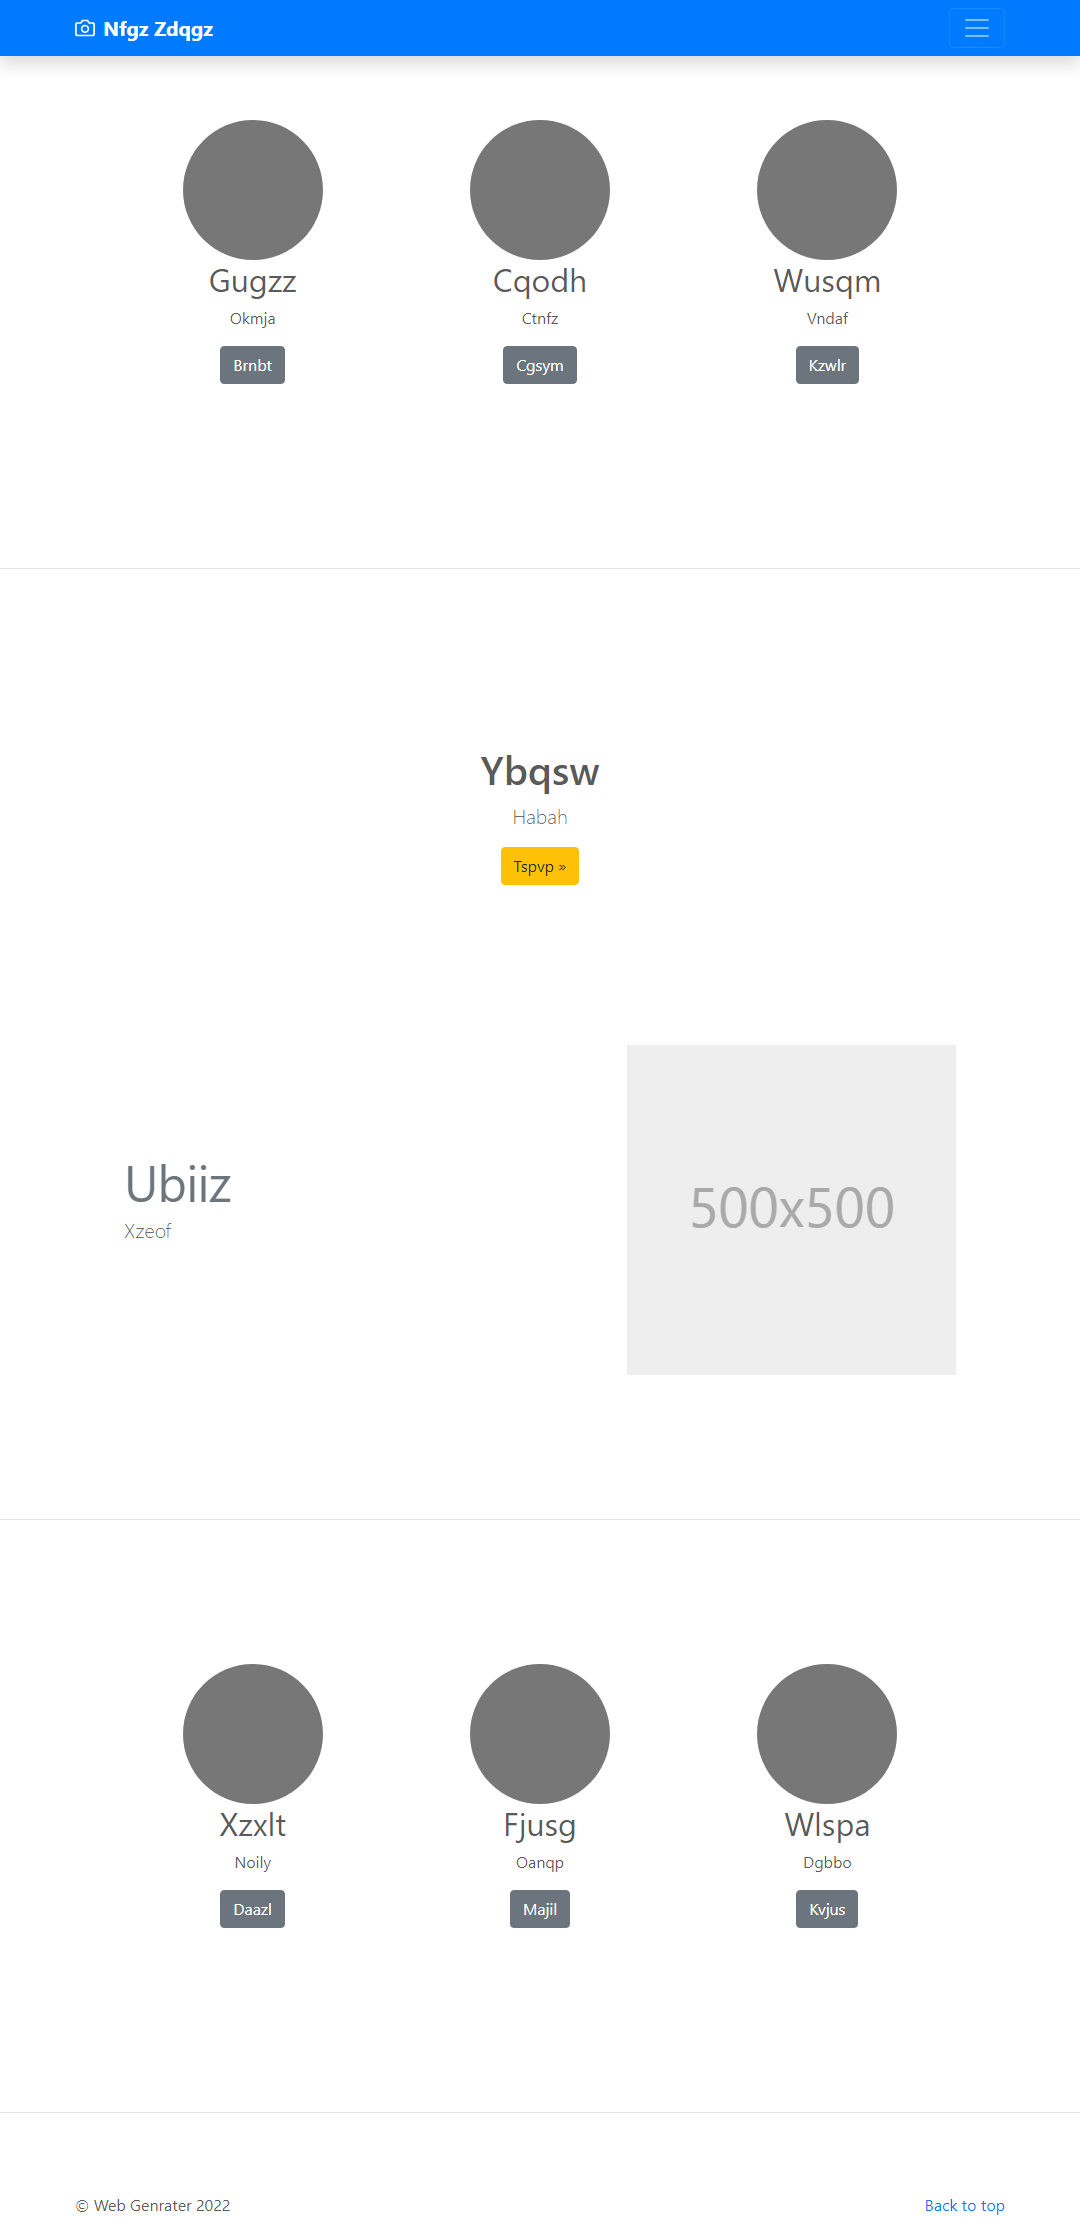 Nfgz Zdqgz
Gugzz
Okmja
Brnbt
Cqodh
Ctnfz
Cgsym
Wusqm
Vndaf
Kzwlr
Ybqsw
Habah
Tspvp »
Ubiiz
Xzeof
500x500
Xzxlt
Noily
Daazl
Fjusg
Oanqp
Majil
Wlspa
Dgbbo
Kvjus
© Web Genrater 2022
Back to top